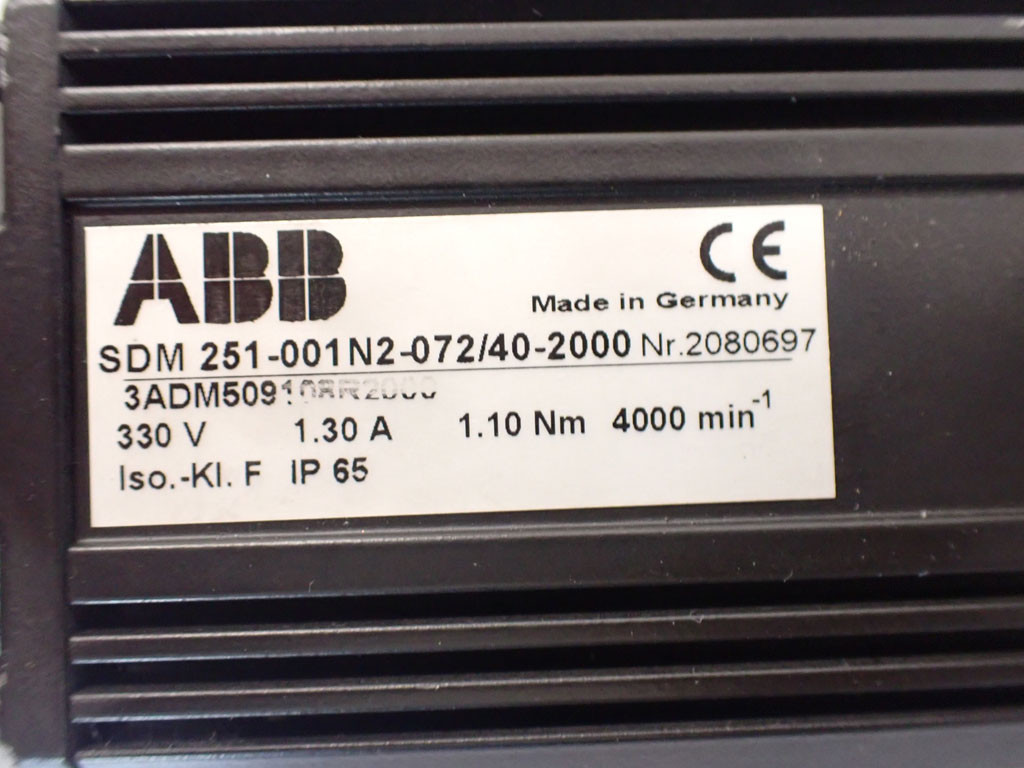 ABB
CE
Made in Germany
SDM 251-001N2-072/40-2000 Nr.2080697
330 V 1.30 A 1.10 Nm 4000 min⁻¹
Iso.-Kl. F IP 65